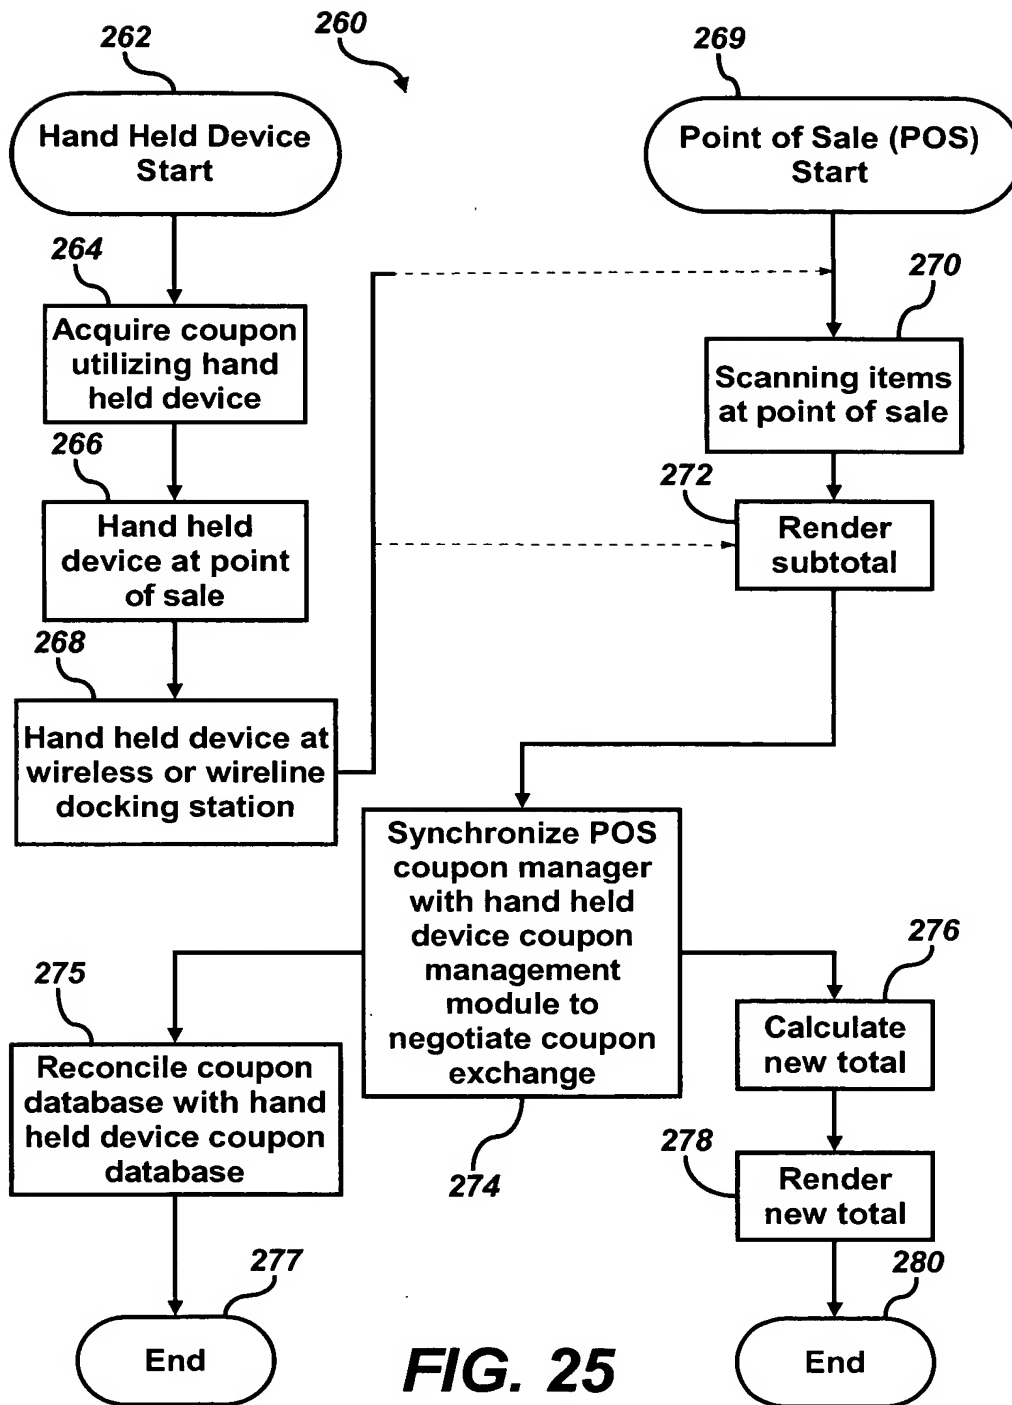 262
260
269
Hand Held Device
Start
Point of Sale (POS)
Start
264
270
Acquire coupon
utilizing hand
held device
Scanning items
at point of sale
266
272
Hand held
device at point
of sale
Render
subtotal
268
Hand held device at
wireless or wireline
docking station
Synchronize POS
coupon manager
with hand held
device coupon
management
module to
negotiate coupon
exchange
274
275
276
Reconcile coupon
database with hand
held device coupon
database
Calculate
new total
278
Render
new total
277
280
End
End
FIG. 25